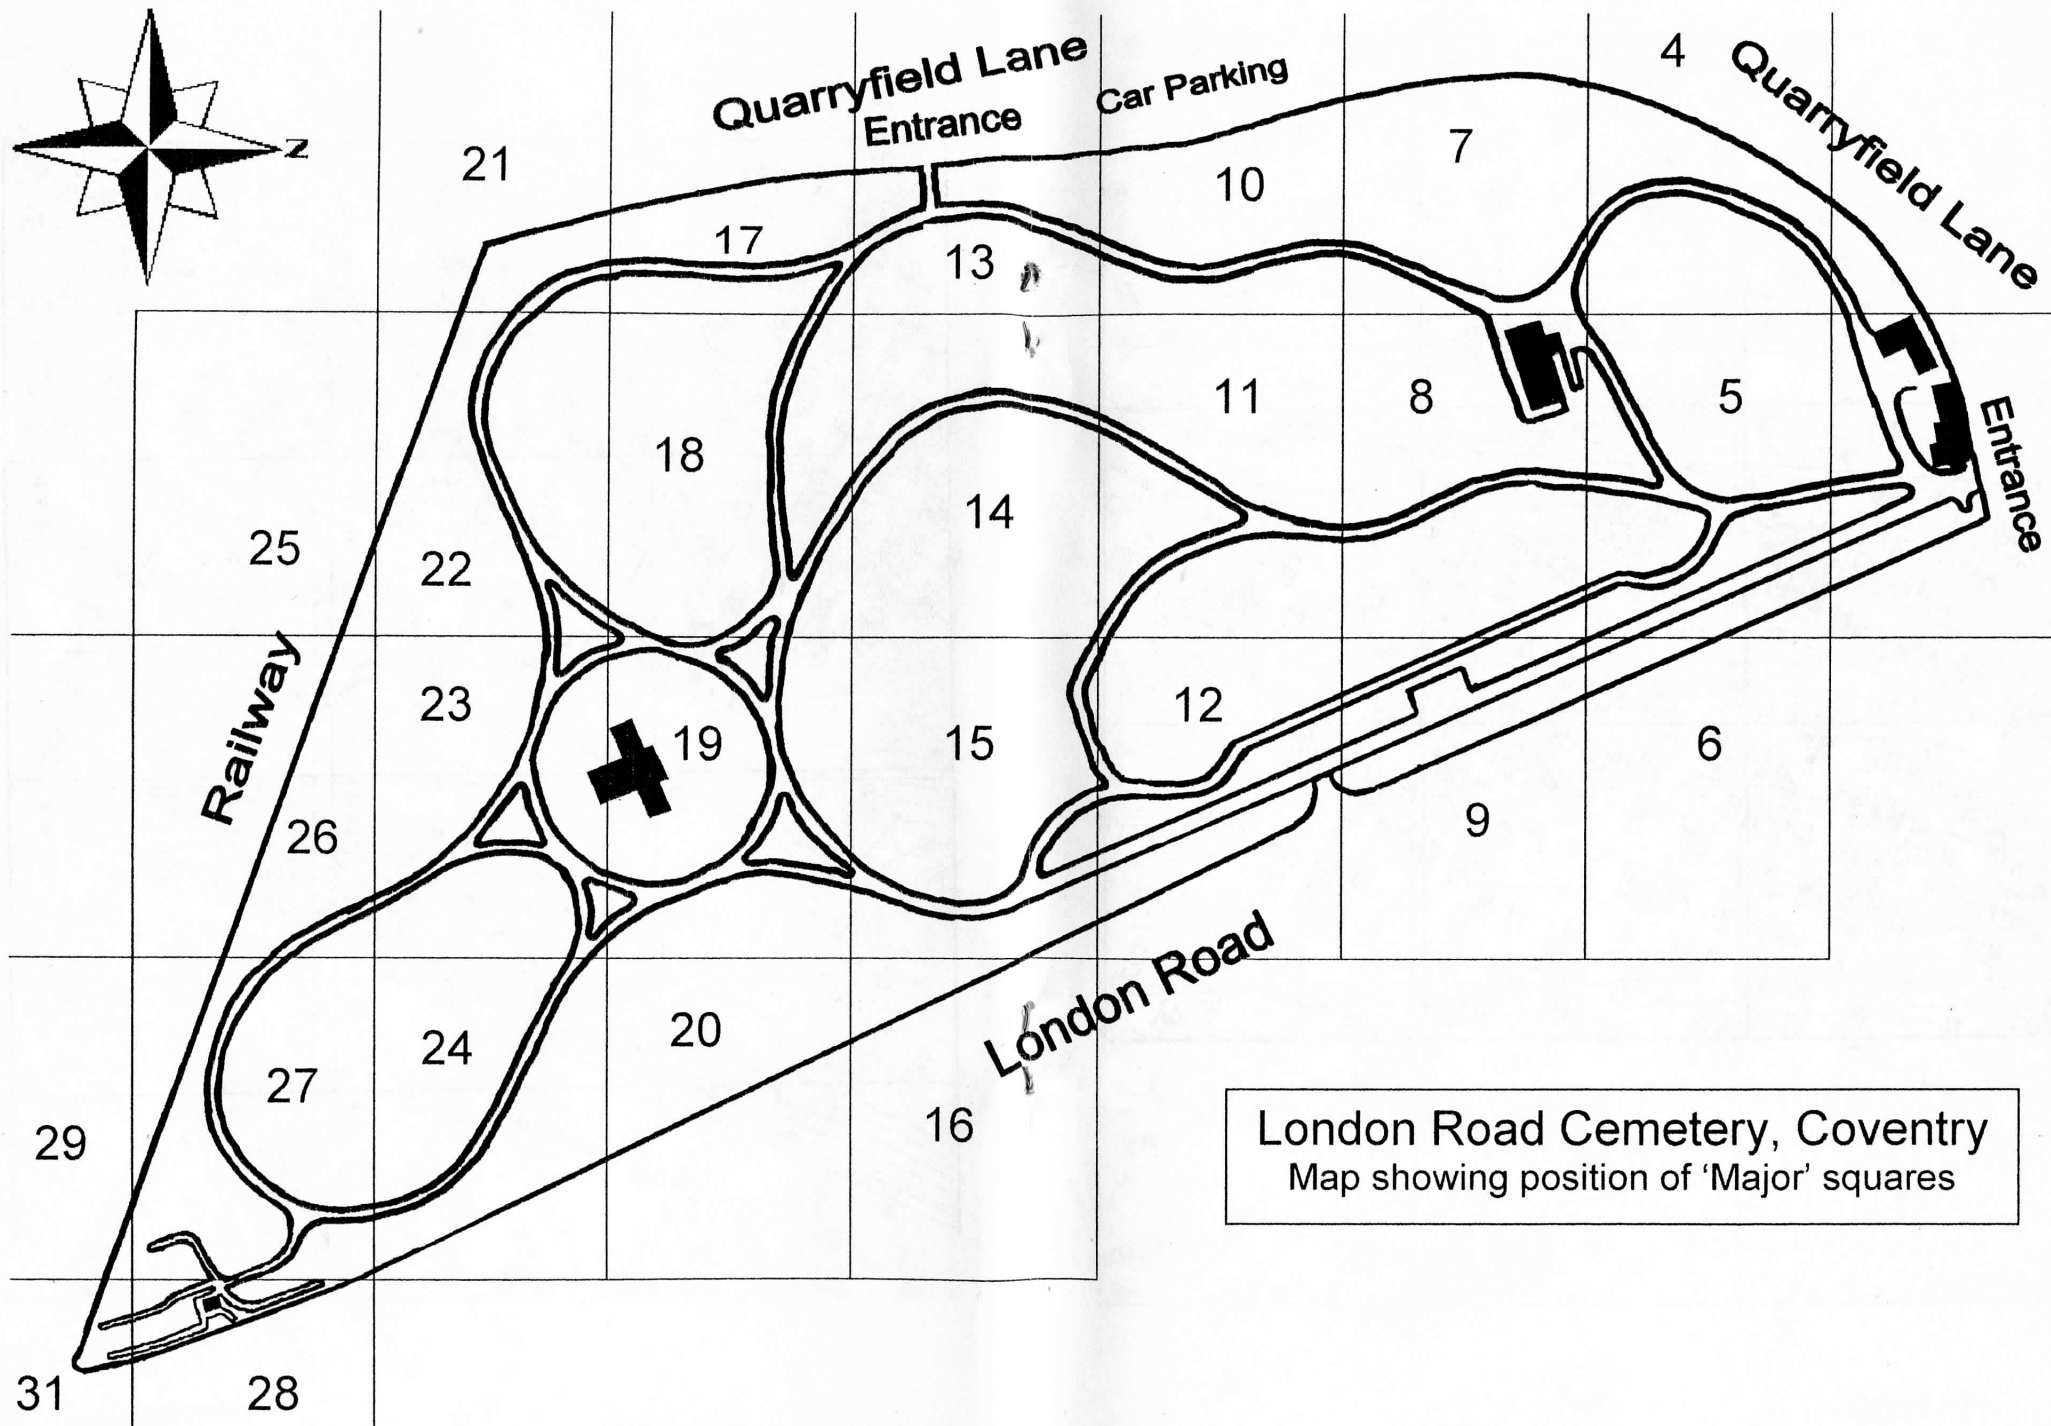 4
Quarryfield Lane
Car Parking
Quarryfield Lane
Entrance
7
21
10
N
17
13
11
8
5
Entrance
18
14
25
22
23
12
19
15
6
Railway
9
26
London Road
20
24
27
16
29
London Road Cemetery, Coventry
Map showing position of ‘Major’ squares
31
28